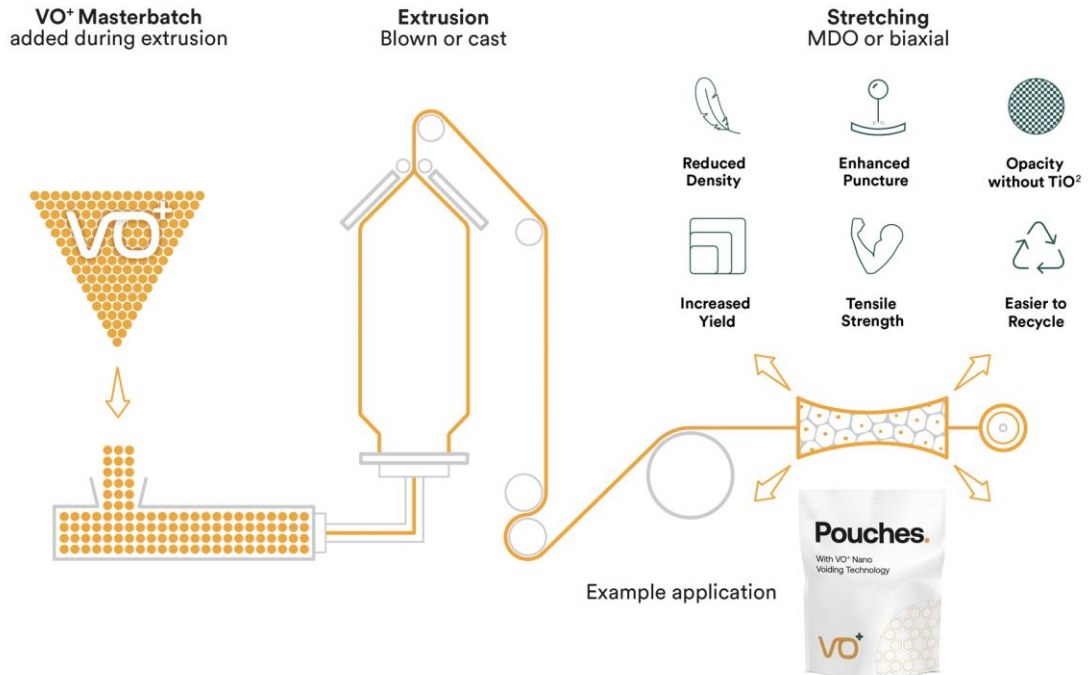 VO⁺ Masterbatch
added during extrusion
Extrusion
Blown or cast
Stretching
MDO or biaxial
VO⁺
Reduced
Density
Enhanced
Puncture
Opacity
without TiO²
Increased
Yield
Tensile
Strength
Easier to
Recycle
Example application
Pouches.
With VO⁺ Nano
Voiding Technology
VO⁺